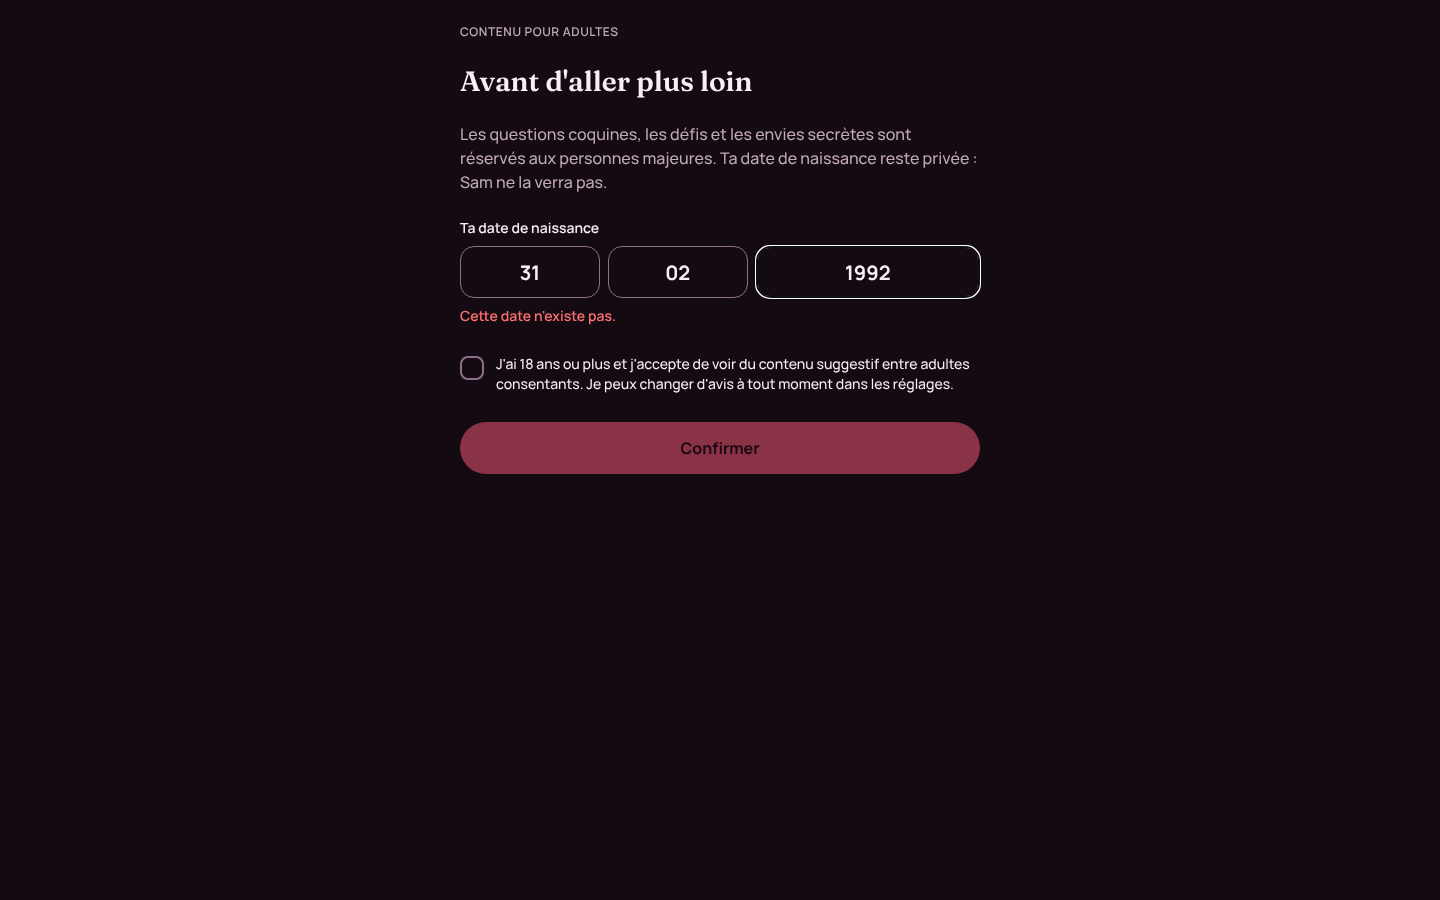 CONTENU POUR ADULTES
Avant d'aller plus loin
Les questions coquines, les défis et les envies secrètes sont
réservés aux personnes majeures. Ta date de naissance reste privée :
Sam ne la verra pas.
Ta date de naissance
31 02 1992
Cette date n'existe pas.
J'ai 18 ans ou plus et j'accepte de voir du contenu suggestif entre adultes
consentants. Je peux changer d'avis à tout moment dans les réglages.
Confirmer